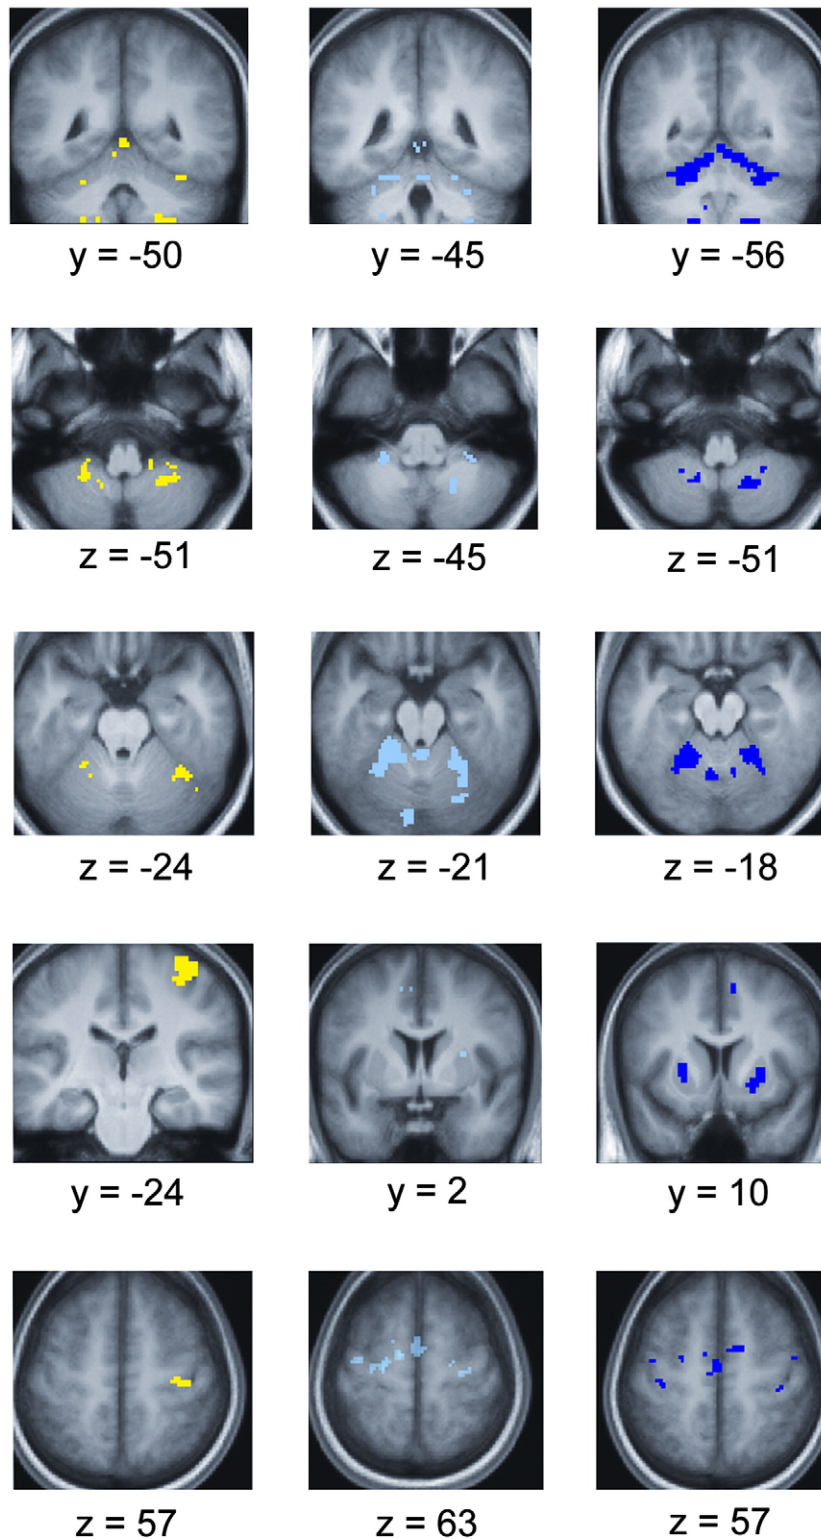 y = -50 y = -45 y = -56
z = -51 z = -45 z = -51
z = -24 z = -21 z = -18
y = -24 y = 2 y = 10
z = 57 z = 63 z = 57